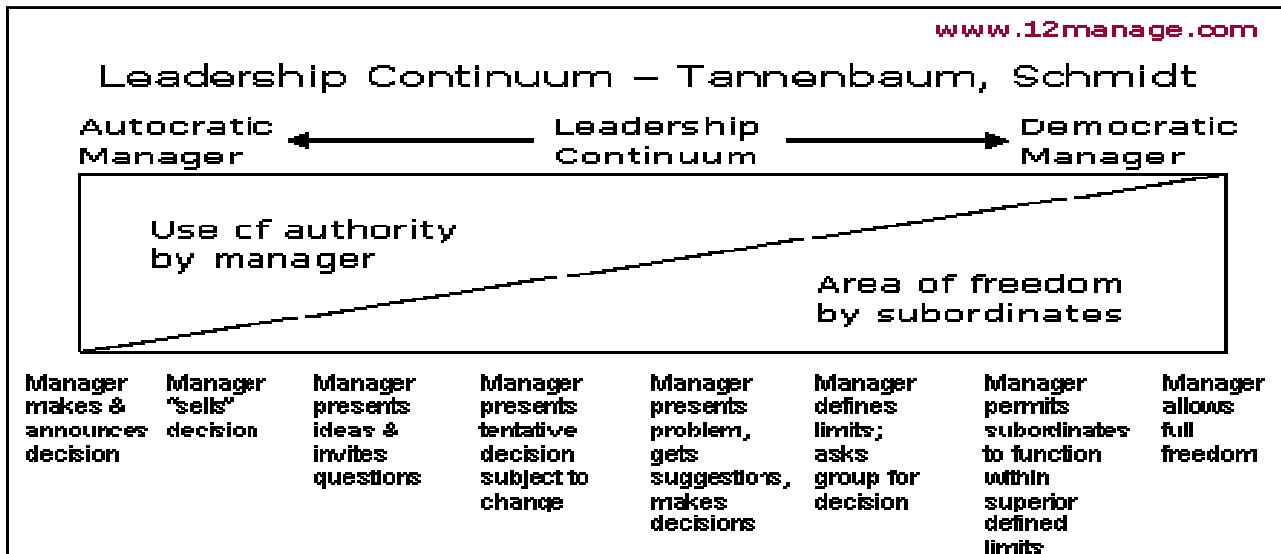 www.12manage.com
Leadership Continuum – Tannenbaum, Schmidt
Autocratic
Manager
Leadership
Continuum
Democratic
Manager
Use cf authority
by manager
Area of freedom
by subordinates
Manager
makes &
announces
decision
Manager
"sells"
decision
Manager
presents
ideas &
invites
questions
Manager
presents
tentative
decision
subject to
change
Manager
presents
problem,
gets
suggestions,
makes
decisions
Manager
defines
limits;
asks
group for
decision
Manager
permits
subordinates
to function
within
superior
defined
limits
Manager
allows
full
freedom